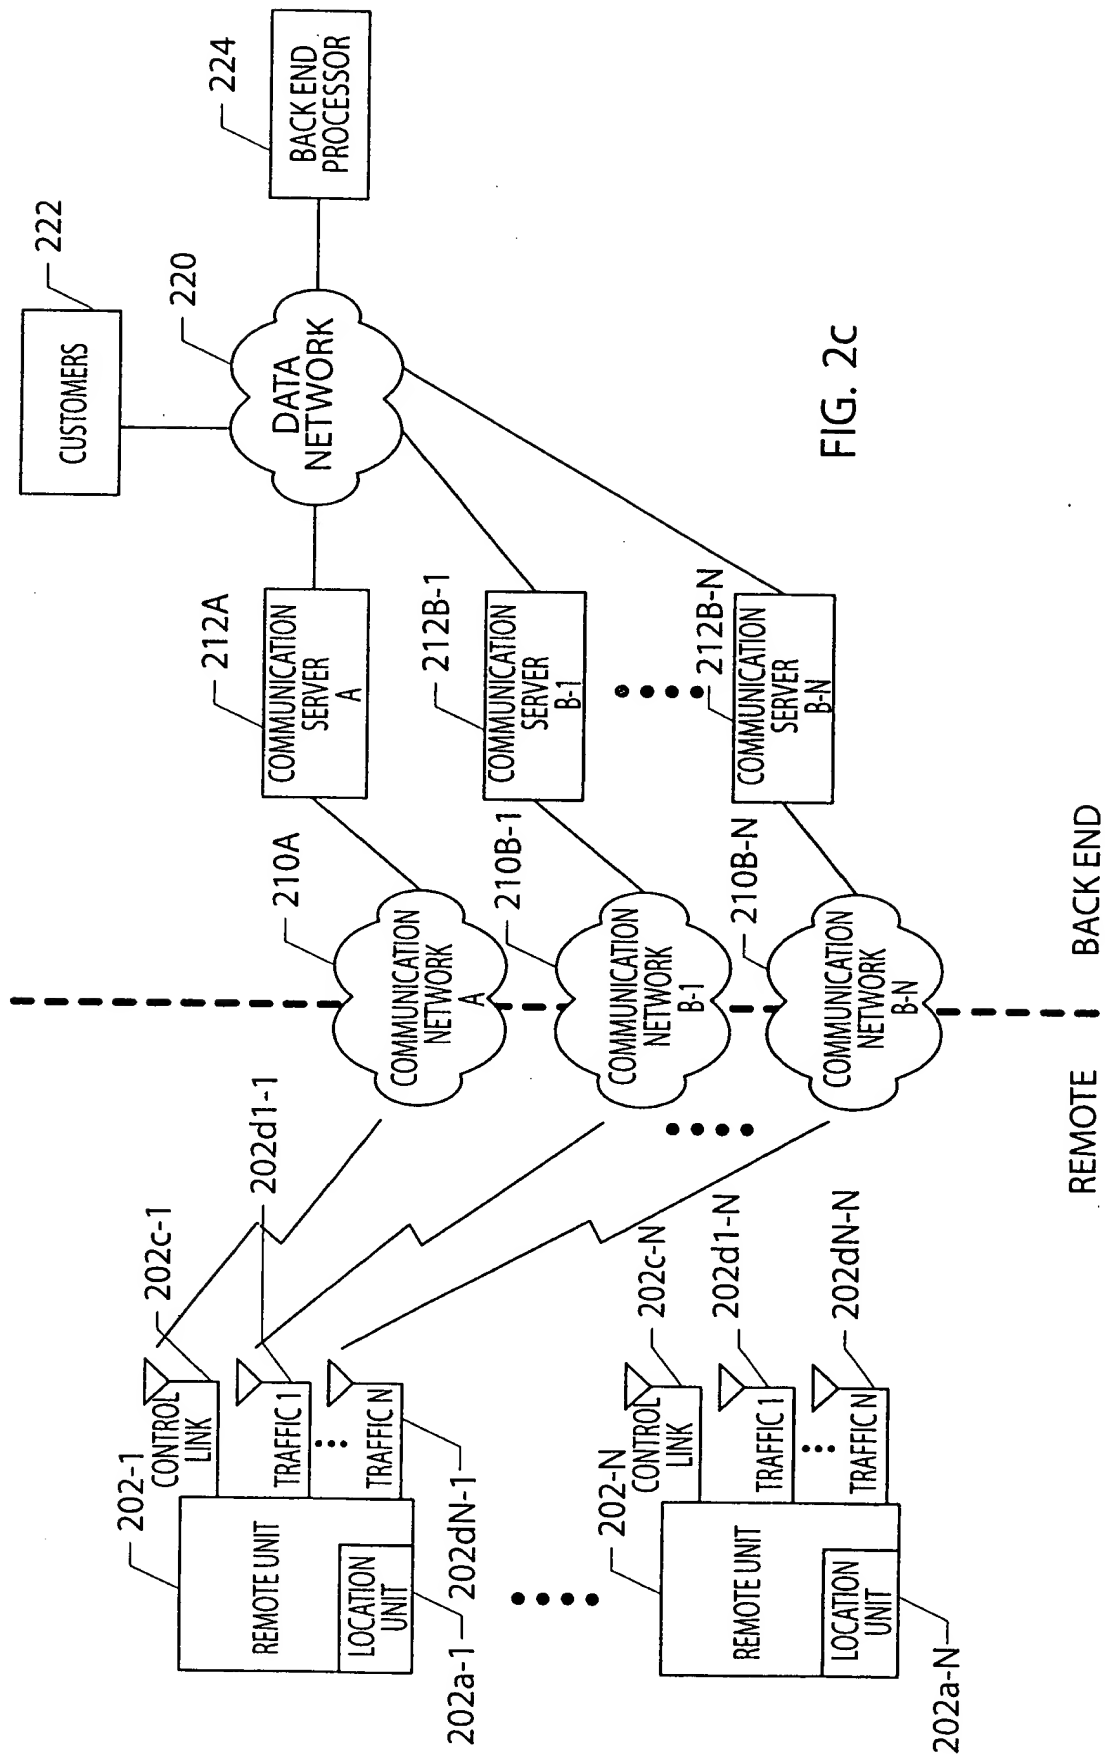 202-1
REMOTE UNIT
LOCATION
UNIT
202a-1
CONTROL
LINK
202c-1
TRAFFIC 1
202d1-1
TRAFFIC N
202dN-1
202-N
REMOTE UNIT
LOCATION
UNIT
202a-N
CONTROL
LINK
202c-N
TRAFFIC 1
202d1-N
TRAFFIC N
202dN-N
210A
COMMUNICATION
NETWORK
A
210B-1
COMMUNICATION
NETWORK
B-1
210B-N
COMMUNICATION
NETWORK
B-N
212A
COMMUNICATION
SERVER
A
212B-1
COMMUNICATION
SERVER
B-1
212B-N
COMMUNICATION
SERVER
B-N
220
DATA
NETWORK
222
CUSTOMERS
224
BACK END
PROCESSOR
REMOTE
BACK END
FIG. 2c